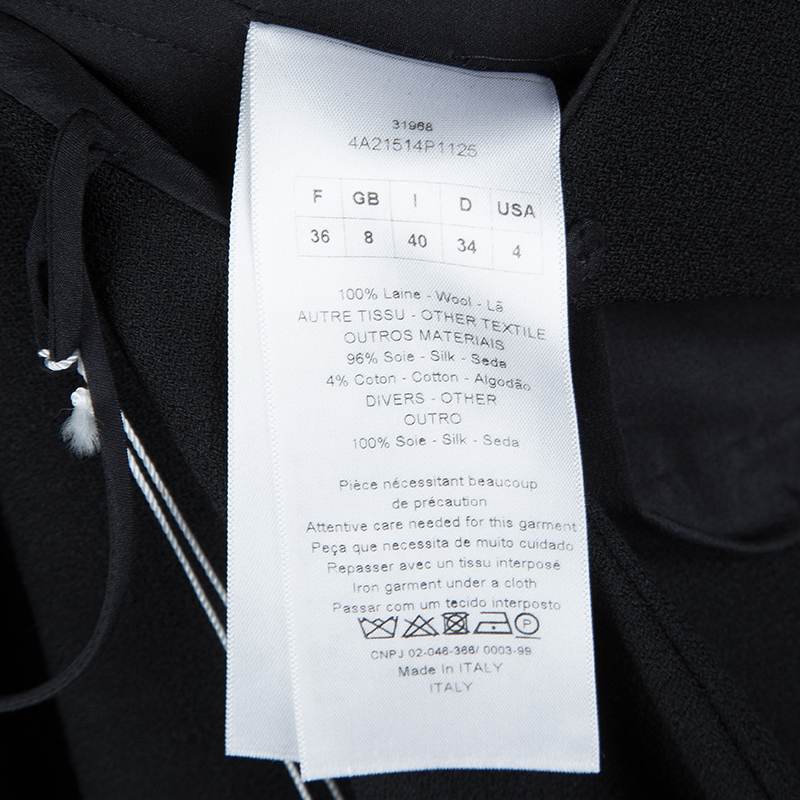 31968
4A21514P1125
F GB I D USA
36 8 40 34 4
100% Laine - Wool - Lã
AUTRE TISSU - OTHER TEXTILE
OUTROS MATERIAIS
96% Soie - Silk - Seda
4% Coton - Cotton - Algodão
DIVERS - OTHER
OUTRO
100% Soie - Silk - Seda
Pièce nécessitant beaucoup
de précaution
Attentive care needed for this garment
Peça que necessita de muito cuidado
Repasser avec un tissu interposé
Iron garment under a cloth
Passar com um tecido interposto
P
CNPJ 02-046-366/ 0003-99
Made In ITALY
ITALY